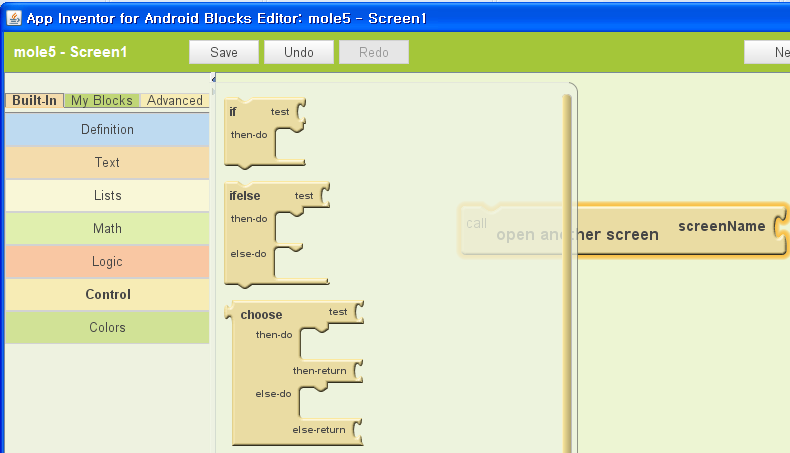 App Inventor for Android Blocks Editor: mole5 - Screen1
mole5 - Screen1
Save
Undo
Redo
Built-In
My Blocks
Advanced
Definition
Text
Lists
Math
Logic
Control
Colors
if test
then-do
ifelse test
then-do
else-do
choose test
then-do
then-return
else-do
else-return
call
open another screen
screenName